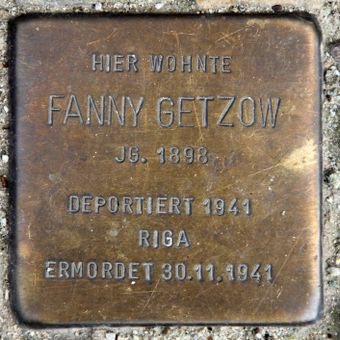 HIER WOHNTE
FANNY GETZOW
JG. 1898
DEPORTIERT 1941
RIGA
ERMORDET 30.11.1941